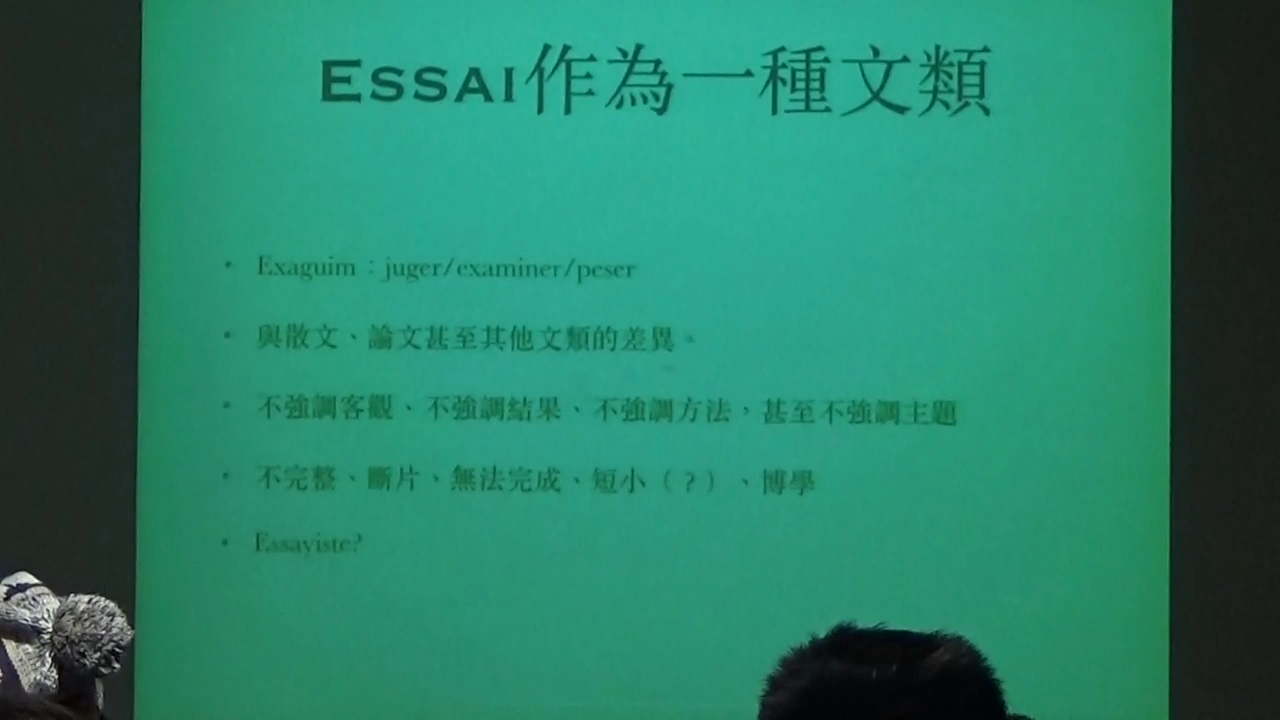 ESSAI作為一種文類
• Exaguim：juger/examiner/peser
• 與散文、論文甚至其他文類的差異。
• 不強調客觀、不強調結果、不強調方法，甚至不強調主題
• 不完整、斷片、無法完成、短小（？）、博學
• Essayiste?